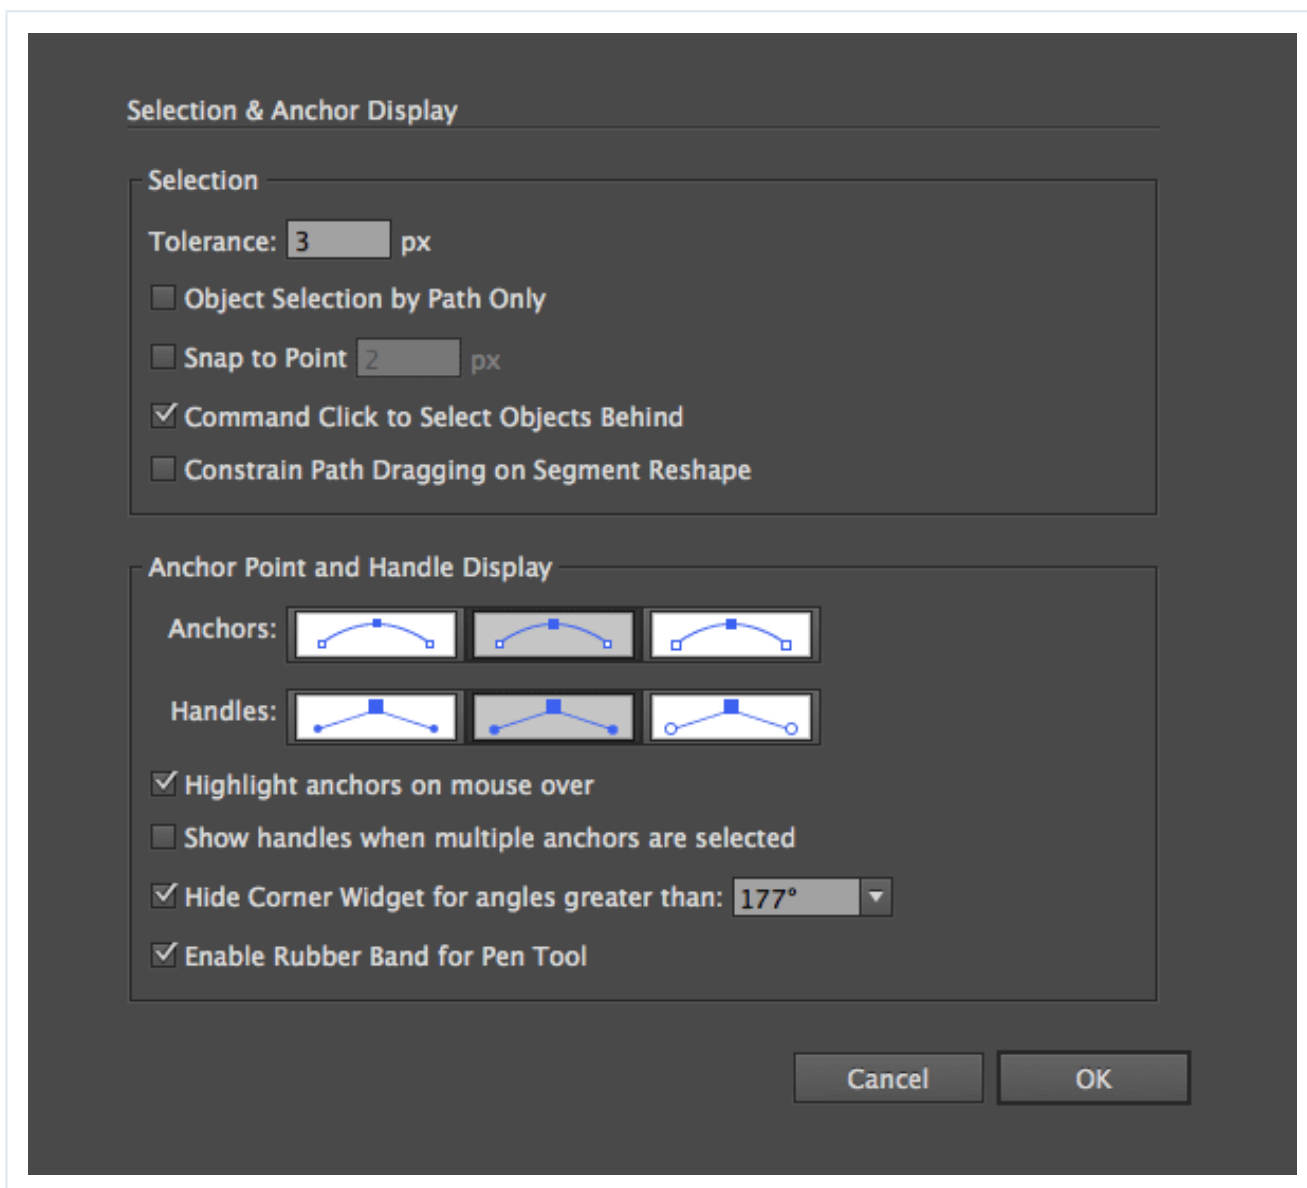 Selection & Anchor Display
Selection
Tolerance: 3 px
Object Selection by Path Only
Snap to Point 2 px
Command Click to Select Objects Behind
Constrain Path Dragging on Segment Reshape
Anchor Point and Handle Display
Anchors:
Handles:
Highlight anchors on mouse over
Show handles when multiple anchors are selected
Hide Corner Widget for angles greater than: 177°
Enable Rubber Band for Pen Tool
Cancel OK